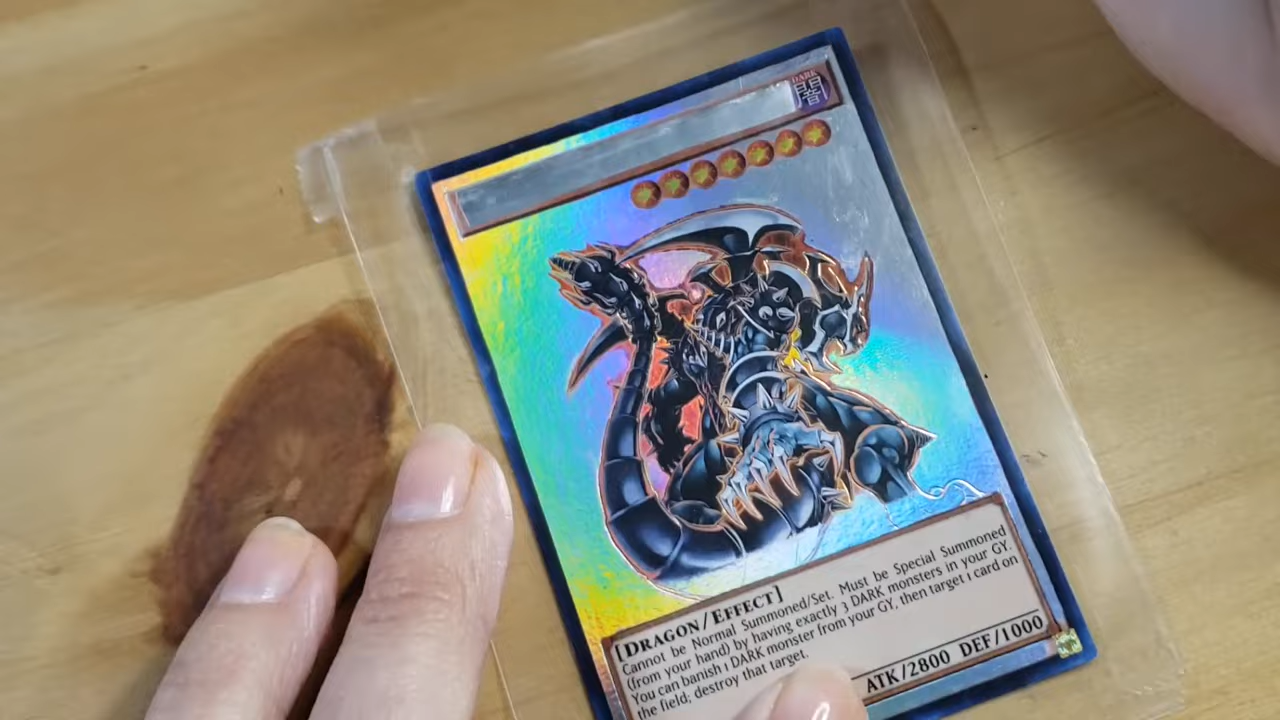 DARK
闇
[DRAGON/EFFECT]
Cannot be Normal Summoned/Set. Must be Special Summoned
(from your hand) by having exactly 3 DARK monsters in your GY.
You can banish 1 DARK monster from your GY, then target 1 card on
the field; destroy that target.
ATK/2800 DEF/1000